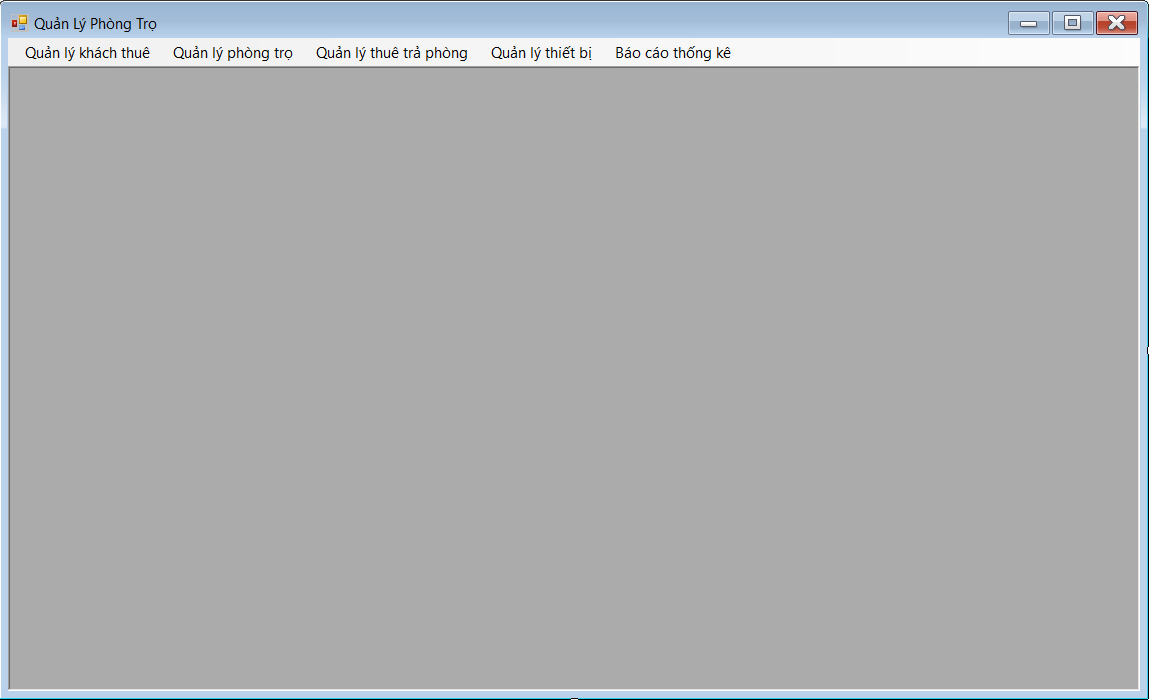 Quản Lý Phòng Trọ
Quản lý khách thuê Quản lý phòng trọ Quản lý thuê trả phòng Quản lý thiết bị Báo cáo thống kê